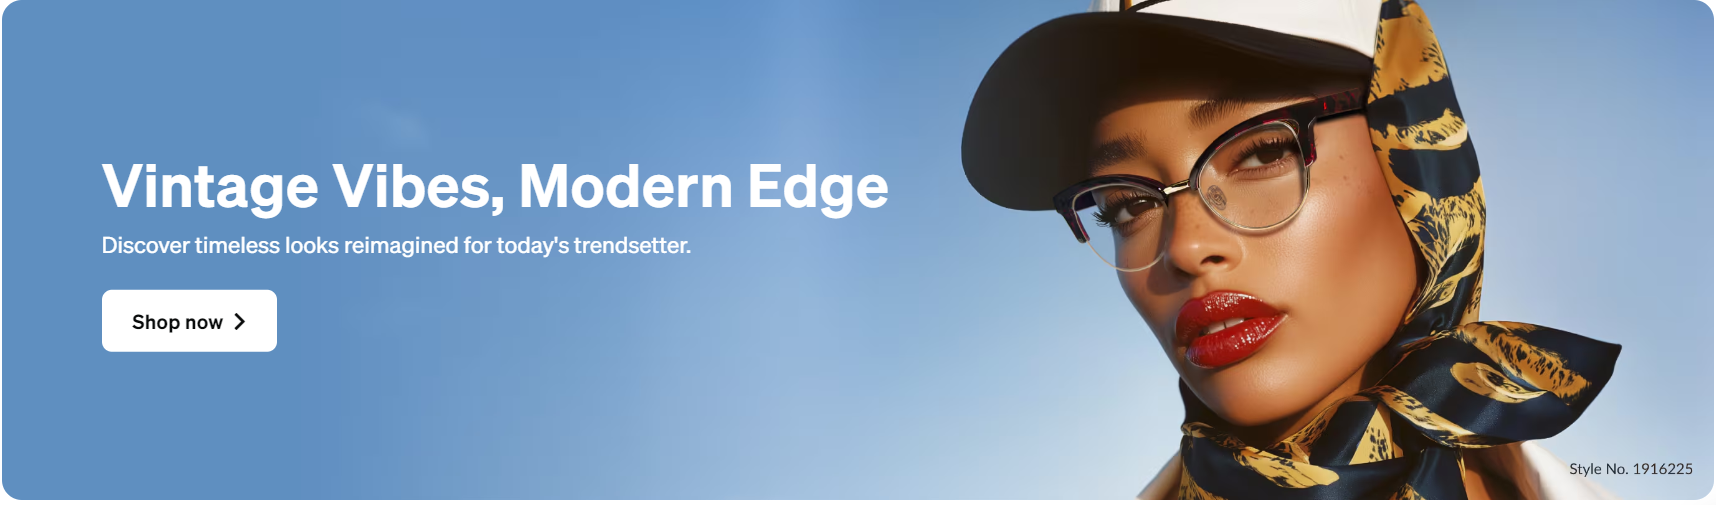 Vintage Vibes, Modern Edge
Discover timeless looks reimagined for today's trendsetter.
Shop now
Style No. 1916225